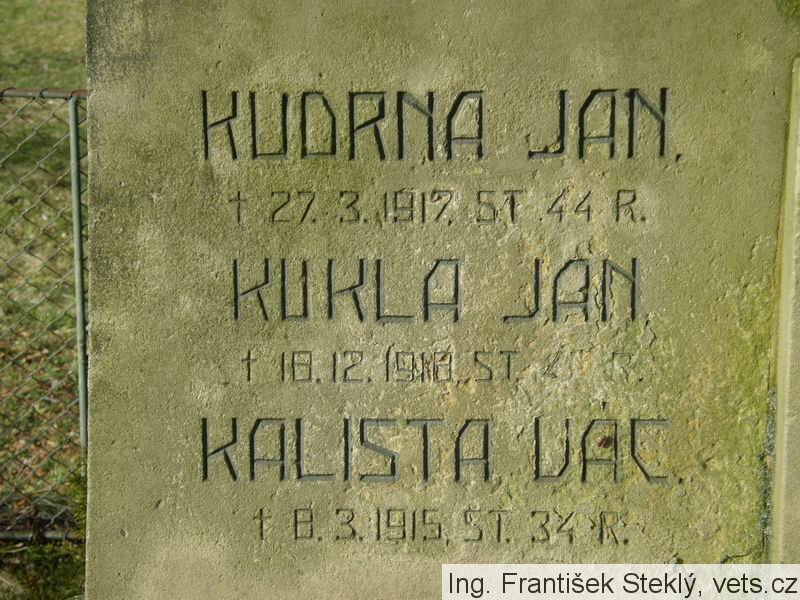 KUDRNA JAN.
† 27. 3. 1917, ST. 44 R.
KUKLA JAN
† 18. 12. 1918, ST. R.
KALISTA VÁC.
† 8. 3. 1915, ST. 34 R.
Ing. František Steklý, vets.cz